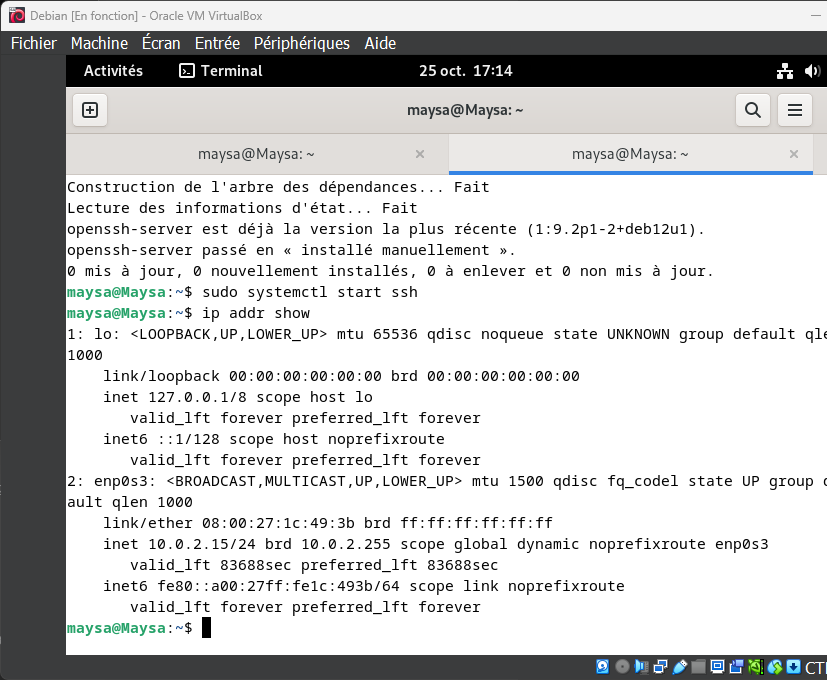 Debian [En fonction] - Oracle VM VirtualBox
Fichier Machine Écran Entrée Périphériques Aide
Activités Terminal 25 oct. 17:14
maysa@Maysa: ~
maysa@Maysa: ~ × maysa@Maysa: ~ ×
Construction de l'arbre des dépendances... Fait
Lecture des informations d'état... Fait
openssh-server est déjà la version la plus récente (1:9.2p1-2+deb12u1).
openssh-server passé en « installé manuellement ».
0 mis à jour, 0 nouvellement installés, 0 à enlever et 0 non mis à jour.
maysa@Maysa:~$ sudo systemctl start ssh
maysa@Maysa:~$ ip addr show
1: lo: <LOOPBACK,UP,LOWER_UP> mtu 65536 qdisc noqueue state UNKNOWN group default qle
1000
    link/loopback 00:00:00:00:00:00 brd 00:00:00:00:00:00
    inet 127.0.0.1/8 scope host lo
       valid_lft forever preferred_lft forever
    inet6 ::1/128 scope host noprefixroute
       valid_lft forever preferred_lft forever
2: enp0s3: <BROADCAST,MULTICAST,UP,LOWER_UP> mtu 1500 qdisc fq_codel state UP group
ault qlen 1000
    link/ether 08:00:27:1c:49:3b brd ff:ff:ff:ff:ff:ff
    inet 10.0.2.15/24 brd 10.0.2.255 scope global dynamic noprefixroute enp0s3
       valid_lft 83688sec preferred_lft 83688sec
    inet6 fe80::a00:27ff:fe1c:493b/64 scope link noprefixroute
       valid_lft forever preferred_lft forever
maysa@Maysa:~$